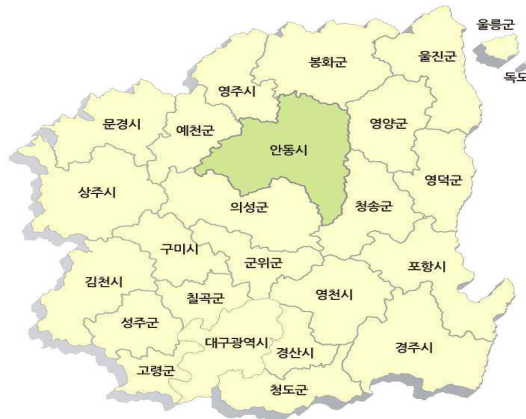 울릉군
독도
울진군
봉화군
영주시
문경시
예천군
영양군
안동시
상주시
영덕군
의성군
청송군
구미시
군위군
포항시
김천시
칠곡군
영천시
성주군
대구광역시
경산시
경주시
고령군
청도군